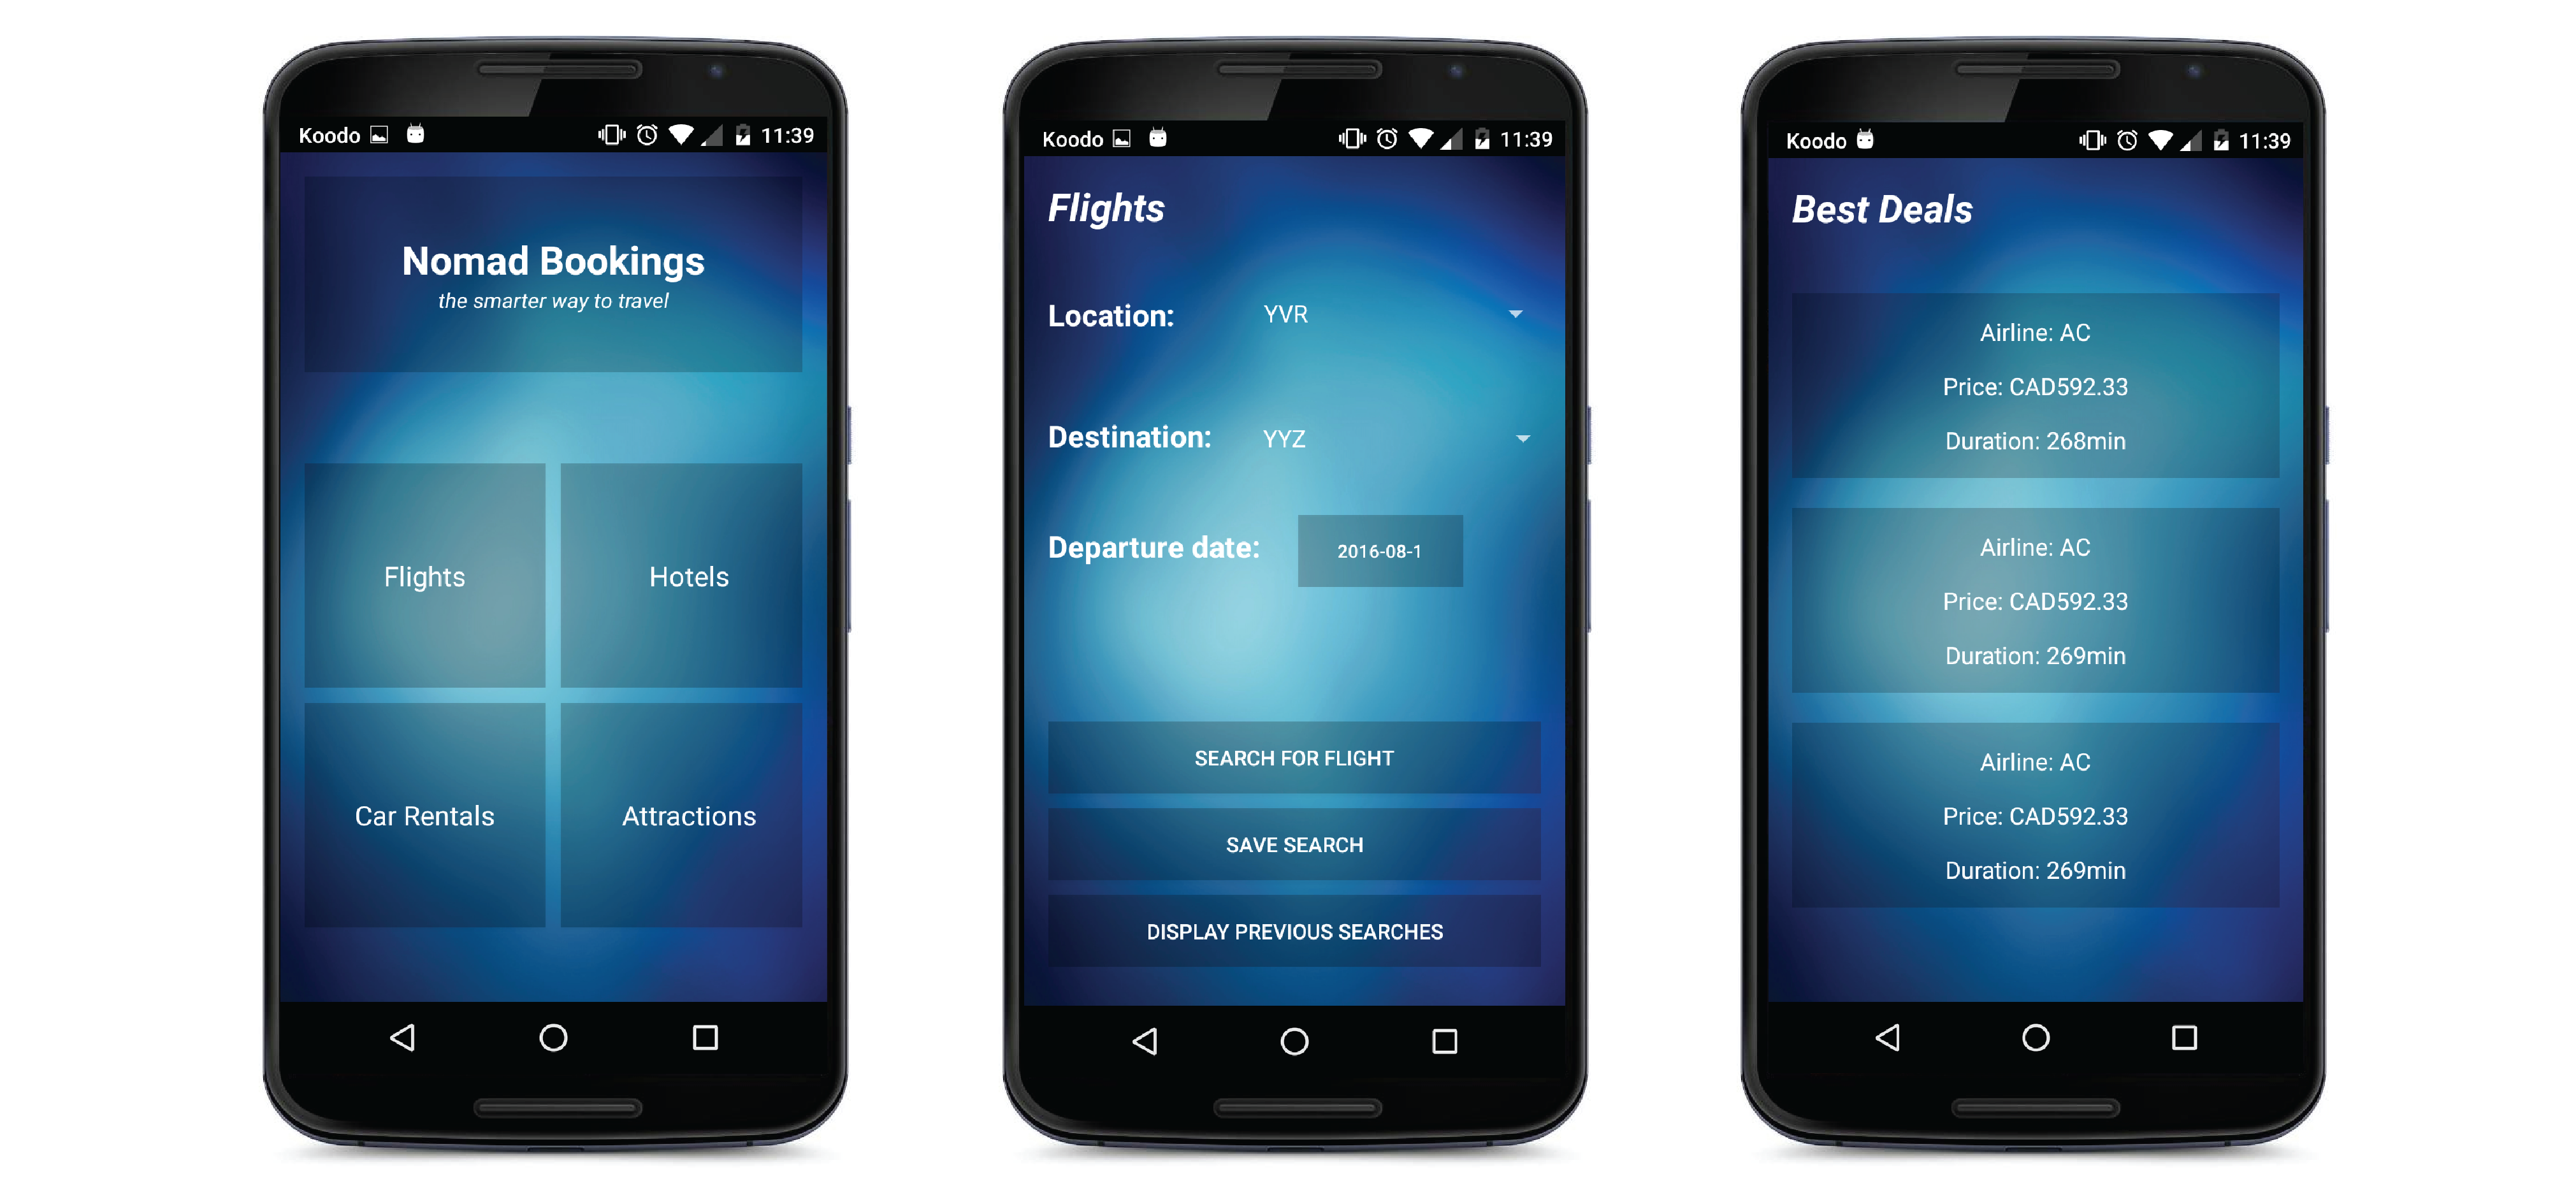 Koodo 11:39
Nomad Bookings
the smarter way to travel
Flights
Hotels
Car Rentals
Attractions
Koodo 11:39
Flights
Location: YVR
Destination: YYZ
Departure date: 2016-08-1
SEARCH FOR FLIGHT
SAVE SEARCH
DISPLAY PREVIOUS SEARCHES
Koodo 11:39
Best Deals
Airline: AC
Price: CAD592.33
Duration: 268min
Airline: AC
Price: CAD592.33
Duration: 269min
Airline: AC
Price: CAD592.33
Duration: 269min